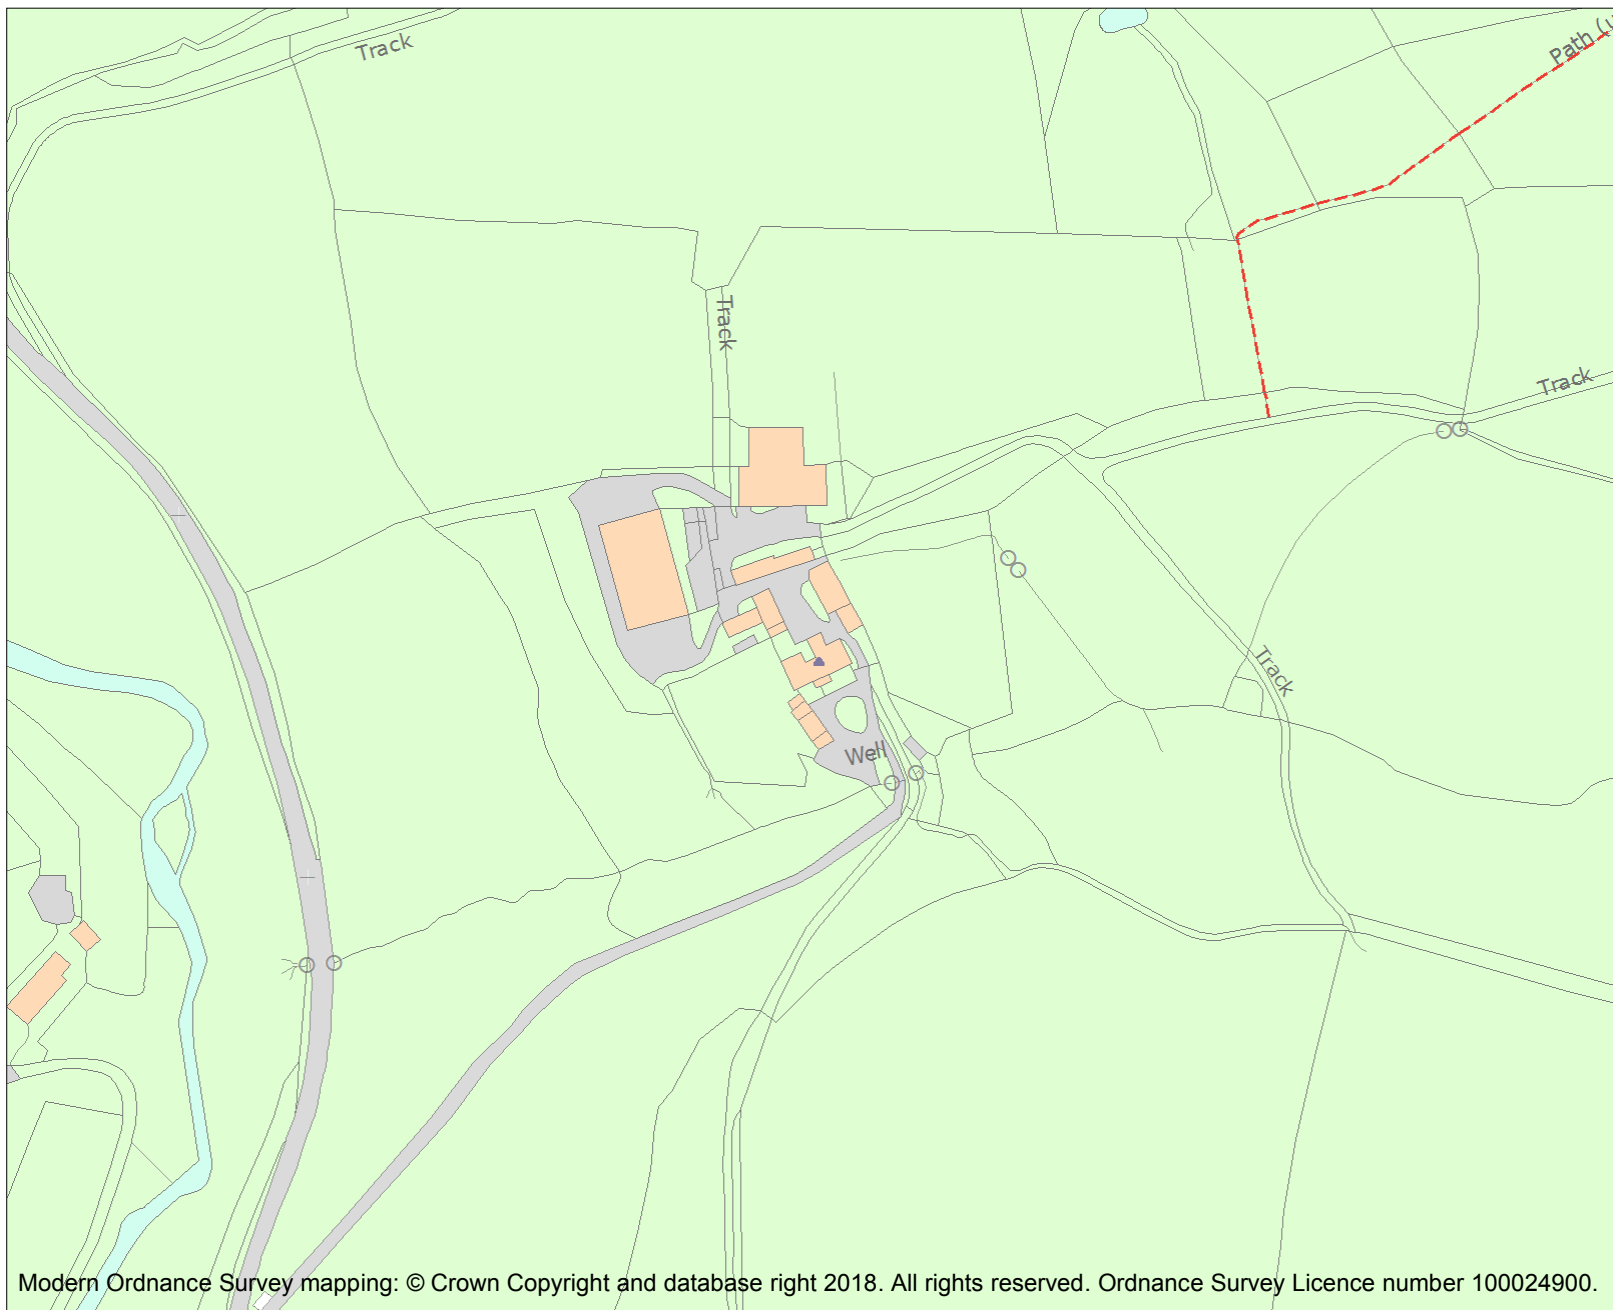 Track
Path (u
Track
Track
Track
Well
Modern Ordnance Survey mapping: © Crown Copyright and database right 2018. All rights reserved. Ordnance Survey Licence number 100024900.